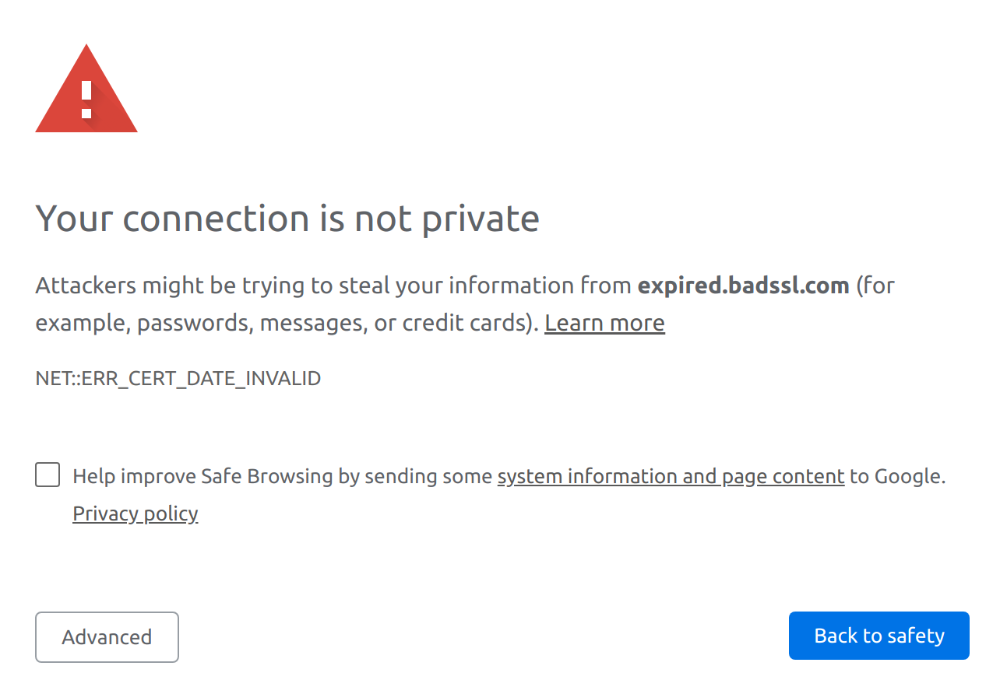 Your connection is not private
Attackers might be trying to steal your information from expired.badssl.com (for
example, passwords, messages, or credit cards). Learn more
NET::ERR_CERT_DATE_INVALID
Help improve Safe Browsing by sending some system information and page content to Google.
Privacy policy
Advanced
Back to safety